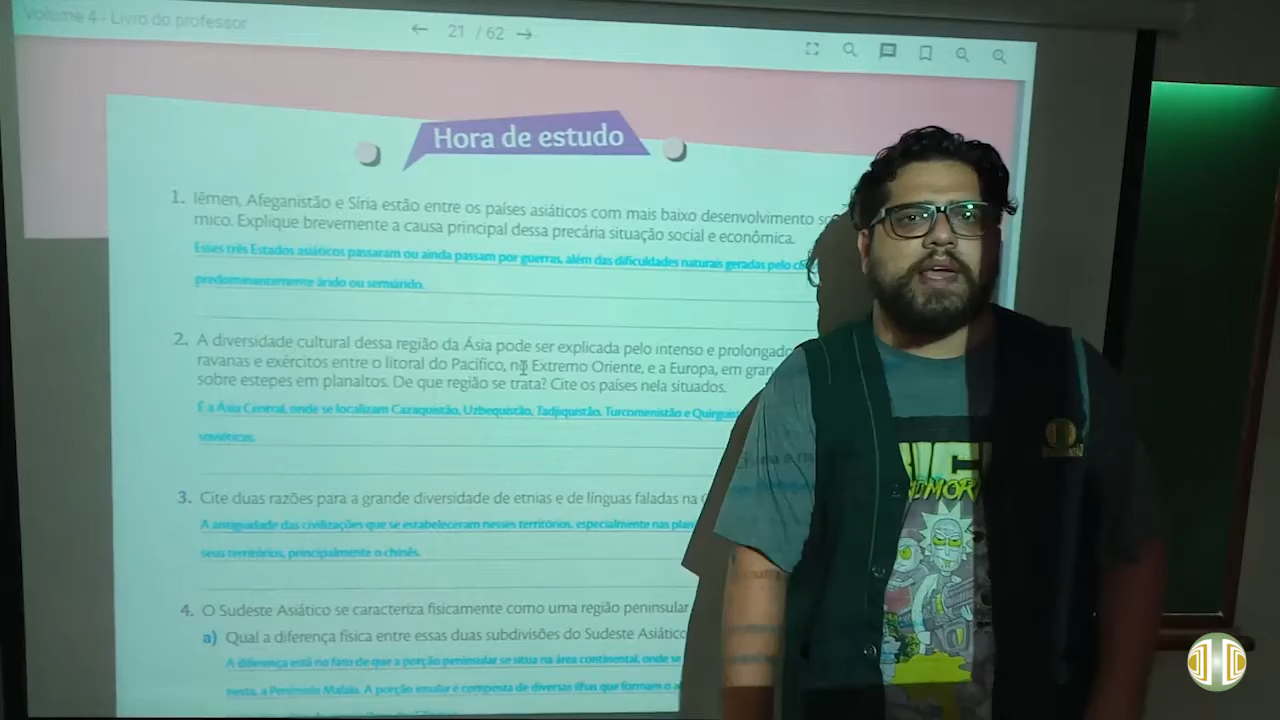 Volume 4 - Livro do professor
← 21 / 62 →
Hora de estudo
1. Iêmen, Afeganistão e Síria estão entre os países asiáticos com mais baixo desenvolvimento
mico. Explique brevemente a causa principal dessa precária situação social e econômica.
Esses três Estados asiáticos passaram ou ainda passam por guerras, além das dificuldades naturais geradas pelo
predominantemente árido ou semiárido.
2. A diversidade cultural dessa região da Ásia pode ser explicada pelo intenso e prolongado
ravanas e exércitos entre o litoral do Pacífico, no Extremo Oriente, e a Europa, em gran
sobre estepes em planaltos. De que região se trata? Cite os países nela situados.
É a Ásia Central, onde se localizam Cazaquistão, Uzbequistão, Tadjiquistão, Turcomenistão e Quirguis
soviéticas.
3. Cite duas razões para a grande diversidade de etnias e de línguas faladas na
A antiguidade das civilizações que se estabeleceram nesses territórios, especialmente nas plan
seus territórios, principalmente o chinês.
4. O Sudeste Asiático se caracteriza fisicamente como uma região peninsular
a) Qual a diferença física entre essas duas subdivisões do Sudeste Asiático
A diferença está no fato de que a porção peninsular se situa na área continental, onde se
nesta, a Península Malaia. A porção insular é composta de diversas ilhas que formam o a